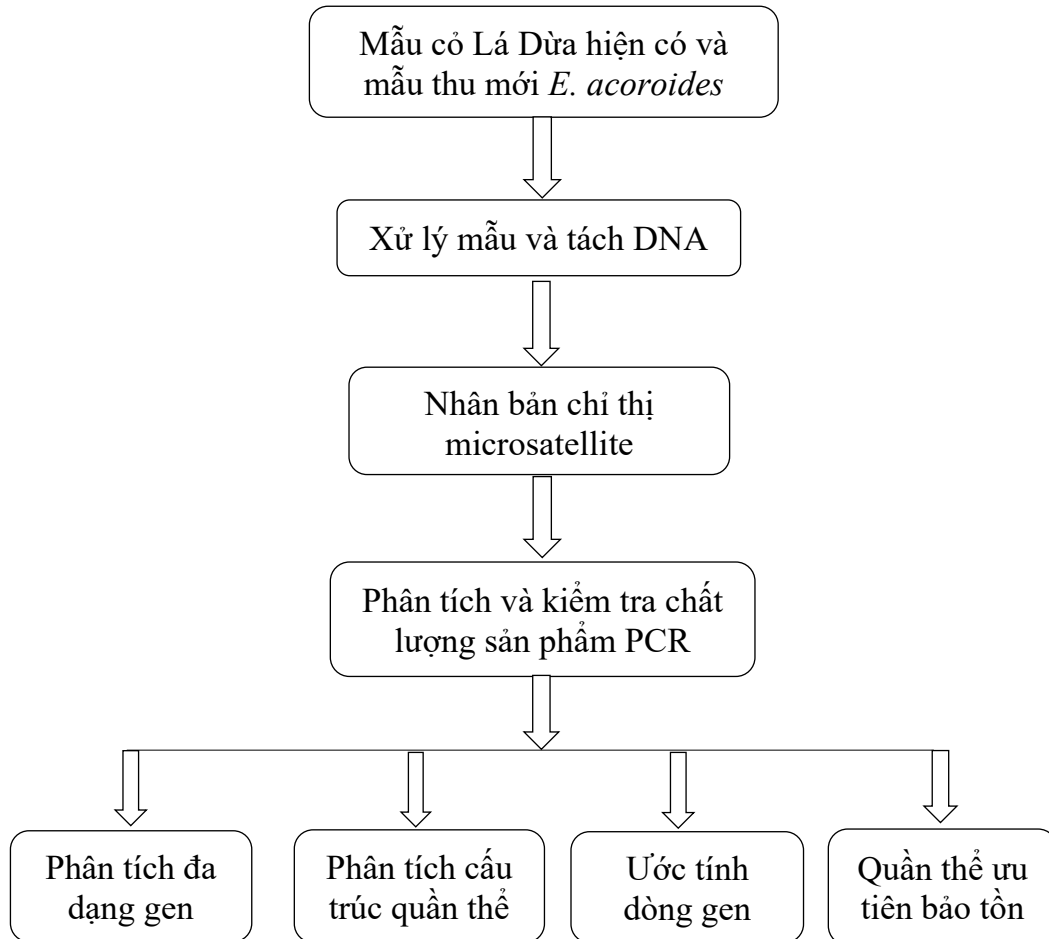 Mẫu cỏ Lá Dừa hiện có và
mẫu thu mới E. acoroides
Xử lý mẫu và tách DNA
Nhân bản chỉ thị
microsatellite
Phân tích và kiểm tra chất
lượng sản phẩm PCR
Phân tích đa
dạng gen
Phân tích cấu
trúc quần thể
Ước tính
dòng gen
Quần thể ưu
tiên bảo tồn